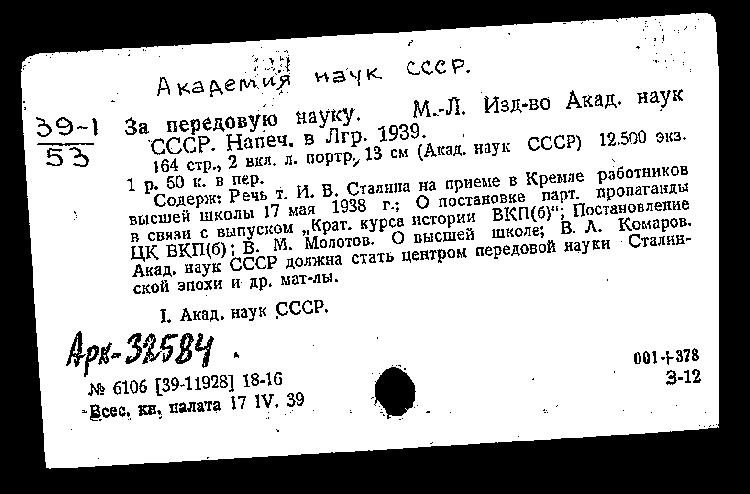 Академия наук СССР.
39-1
53
За передовую науку. М.-Л. Изд-во Акад. наук
СССР. Напеч. в Лгр. 1939.
164 стр., 2 вкл. л. портр, 13 см (Акад. наук СССР) 12.500 экз.
1 р. 50 к. в пер.
Содерж: Речь т. И. В. Сталина на приеме в Кремле работников
высшей школы 17 мая 1938 г.; О постановке парт. пропаганды
в связи с выпуском „Крат. курса истории ВКП(б)“; Постановление
ЦК ВКП(б); В. М. Молотов. О высшей школе; В. Л. Комаров.
Акад. наук СССР должна стать центром передовой науки Сталин-
ской эпохи и др. мат-лы.
I. Акад. наук СССР.
Арх-32584.
№ 6106 [39-11928] 18-16
Всес. кн. палата 17 IV. 39
001+378
З-12